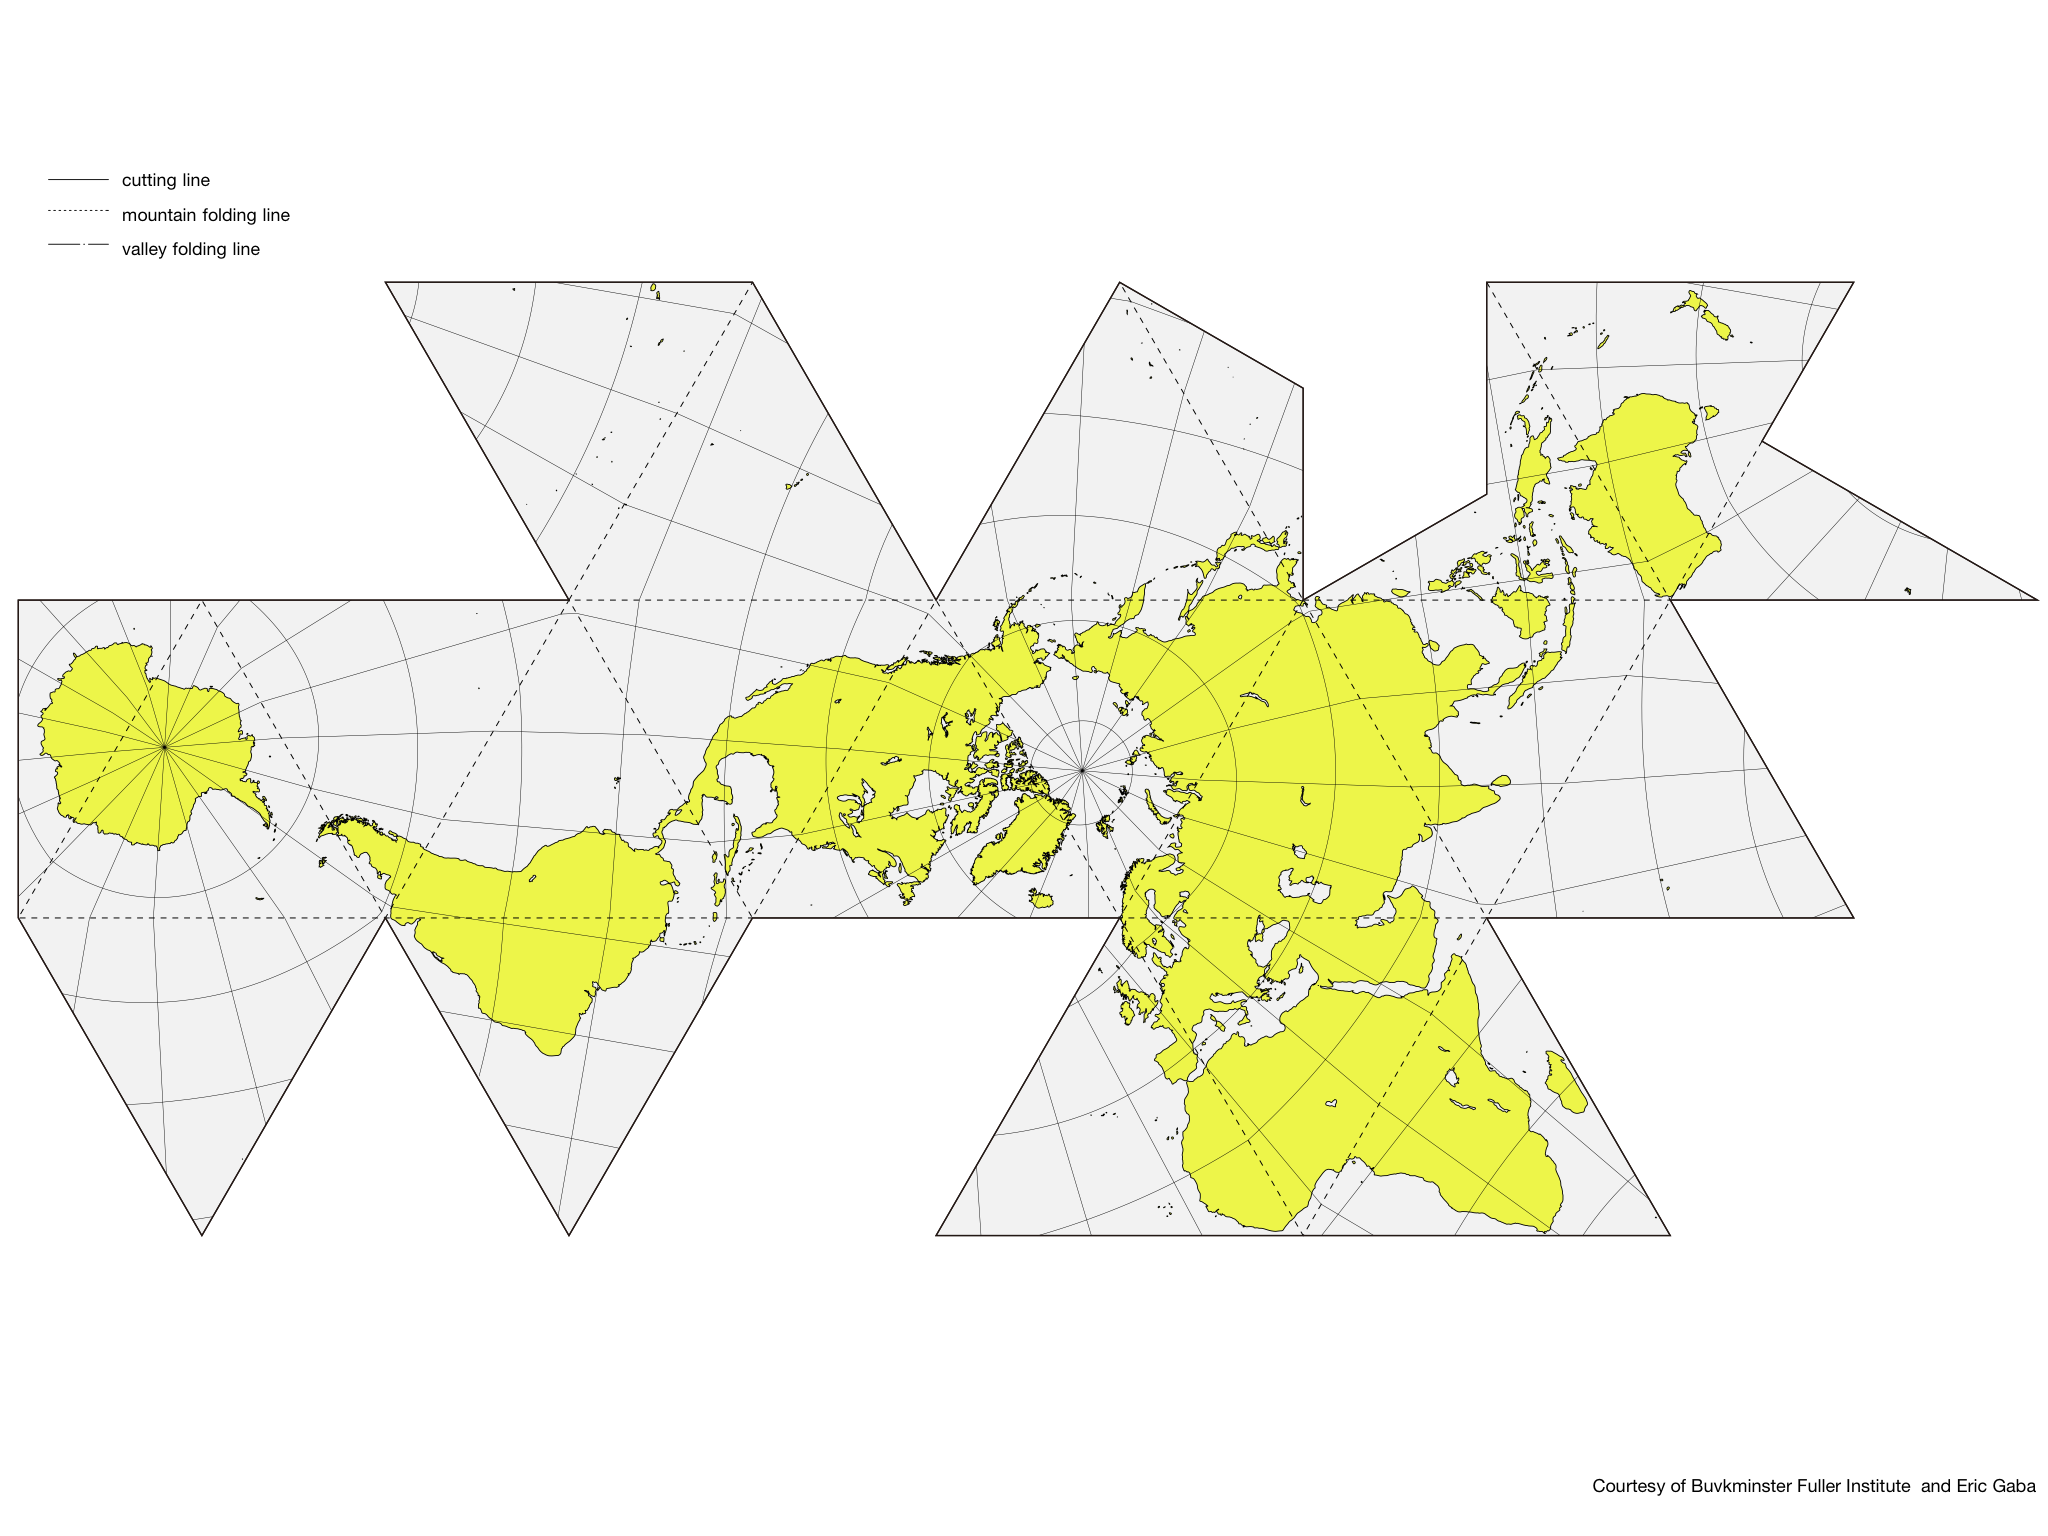 cutting line
mountain folding line
valley folding line
Courtesy of Buvkminster Fuller Institute  and Eric Gaba